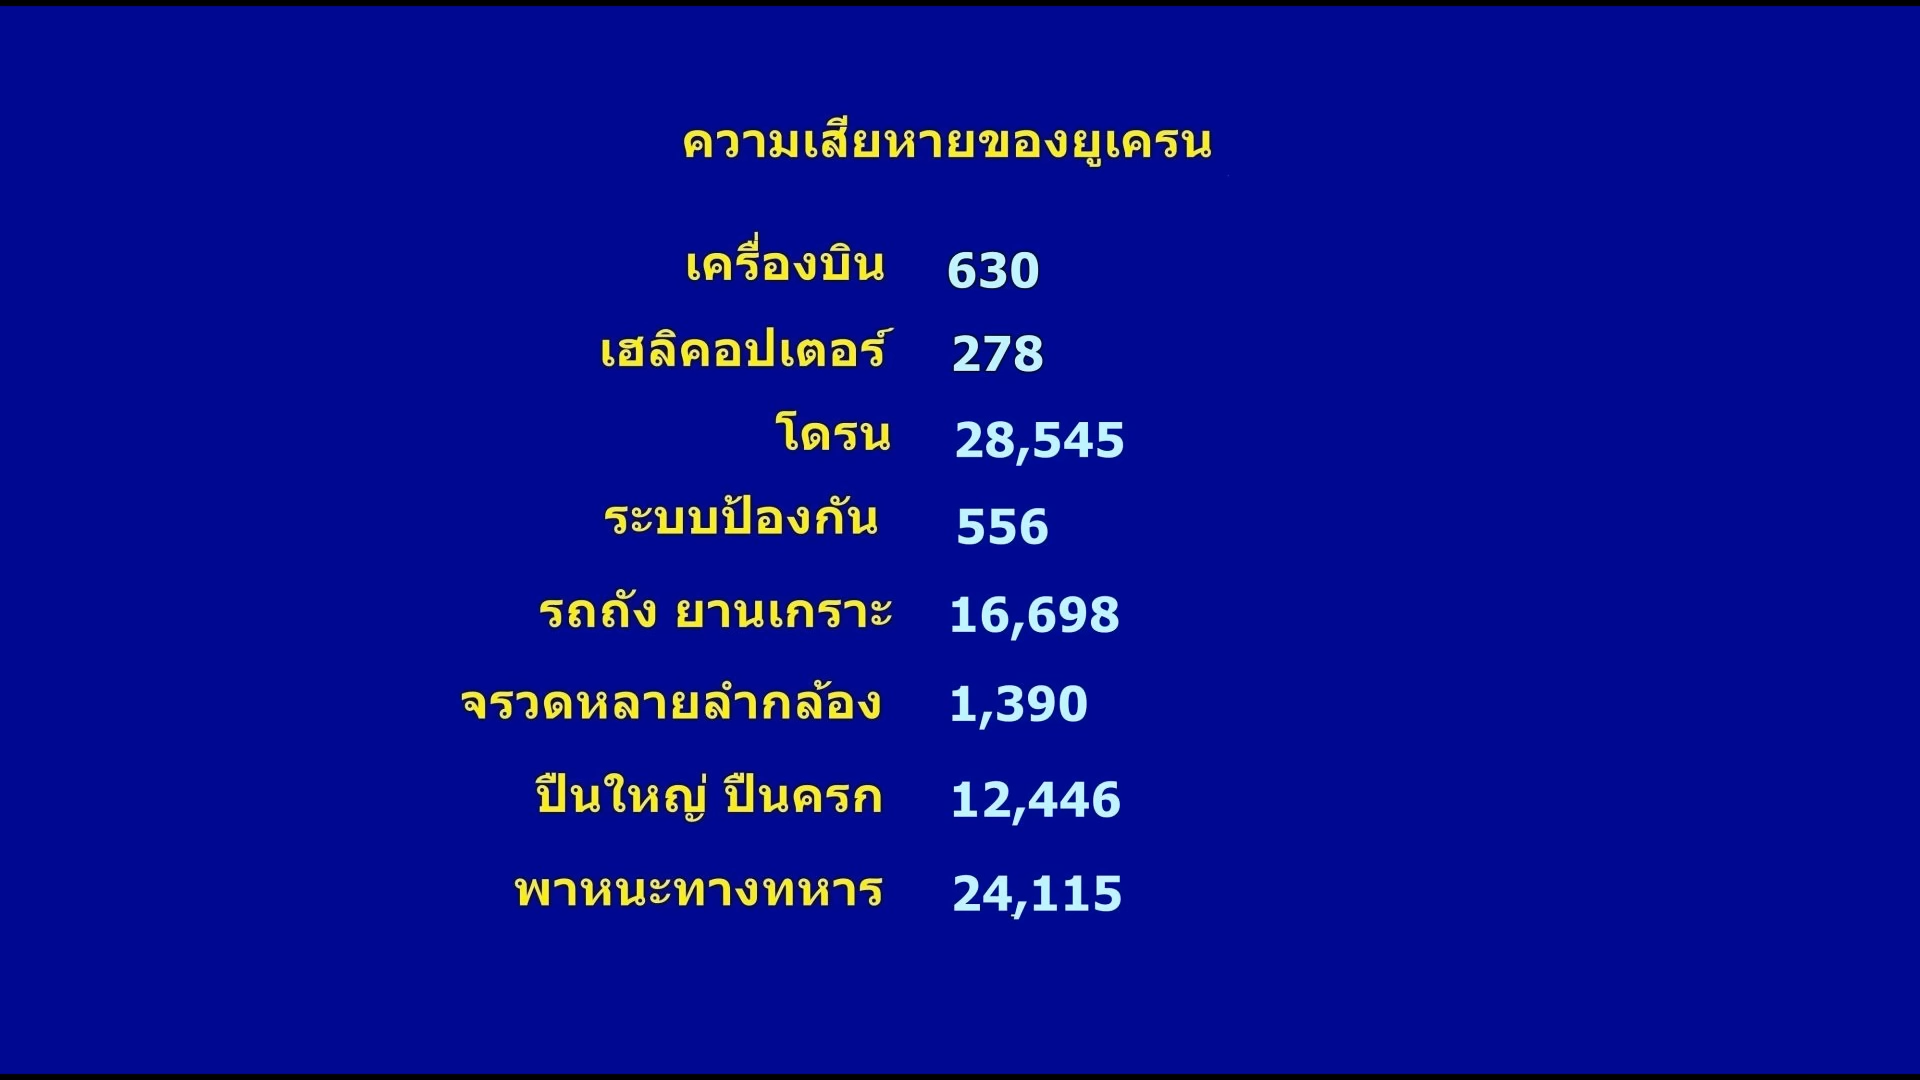 ความเสียหายของยูเครน
เครื่องบิน 630
เฮลิคอปเตอร์ 278
โดรน 28,545
ระบบป้องกัน 556
รถถัง ยานเกราะ 16,698
จรวดหลายลำกล้อง 1,390
ปืนใหญ่ ปืนครก 12,446
พาหนะทางทหาร 24,115